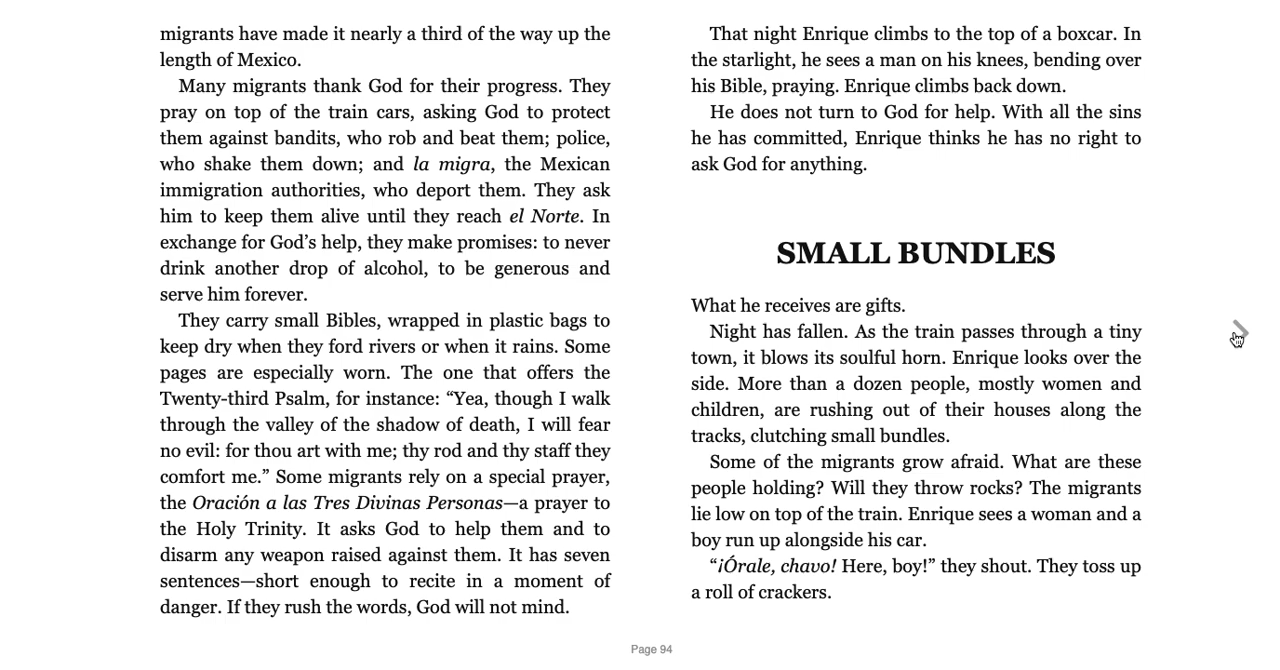 migrants have made it nearly a third of the way up the
length of Mexico.
Many migrants thank God for their progress. They
pray on top of the train cars, asking God to protect
them against bandits, who rob and beat them; police,
who shake them down; and la migra, the Mexican
immigration authorities, who deport them. They ask
him to keep them alive until they reach el Norte. In
exchange for God’s help, they make promises: to never
drink another drop of alcohol, to be generous and
serve him forever.
They carry small Bibles, wrapped in plastic bags to
keep dry when they ford rivers or when it rains. Some
pages are especially worn. The one that offers the
Twenty-third Psalm, for instance: “Yea, though I walk
through the valley of the shadow of death, I will fear
no evil: for thou art with me; thy rod and thy staff they
comfort me.” Some migrants rely on a special prayer,
the Oración a las Tres Divinas Personas—a prayer to
the Holy Trinity. It asks God to help them and to
disarm any weapon raised against them. It has seven
sentences—short enough to recite in a moment of
danger. If they rush the words, God will not mind.
That night Enrique climbs to the top of a boxcar. In
the starlight, he sees a man on his knees, bending over
his Bible, praying. Enrique climbs back down.
He does not turn to God for help. With all the sins
he has committed, Enrique thinks he has no right to
ask God for anything.
SMALL BUNDLES
What he receives are gifts.
Night has fallen. As the train passes through a tiny
town, it blows its soulful horn. Enrique looks over the
side. More than a dozen people, mostly women and
children, are rushing out of their houses along the
tracks, clutching small bundles.
Some of the migrants grow afraid. What are these
people holding? Will they throw rocks? The migrants
lie low on top of the train. Enrique sees a woman and a
boy run up alongside his car.
“¡Órale, chavo! Here, boy!” they shout. They toss up
a roll of crackers.
Page 94